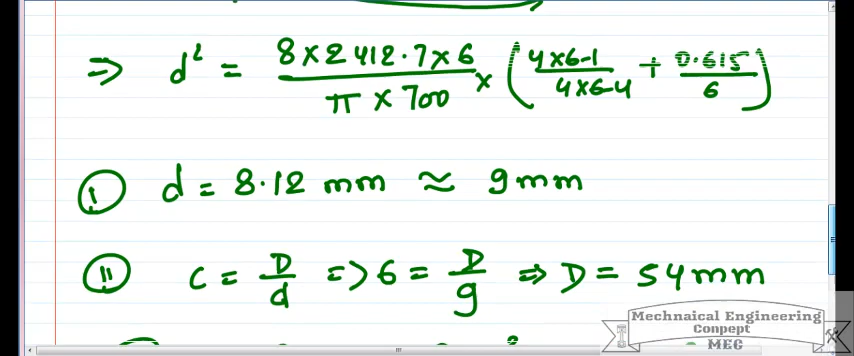 ⇒ d² = 8×2412.7×6 / π×700 × (4×6-1 / 4×6-4 + 0.615 / 6)
(I) d = 8.12 mm ≈ 9mm
(II) C = D/d => 6 = D/9 ⇒ D = 54mm
Mechnaical Engineering
Conpept
MEC